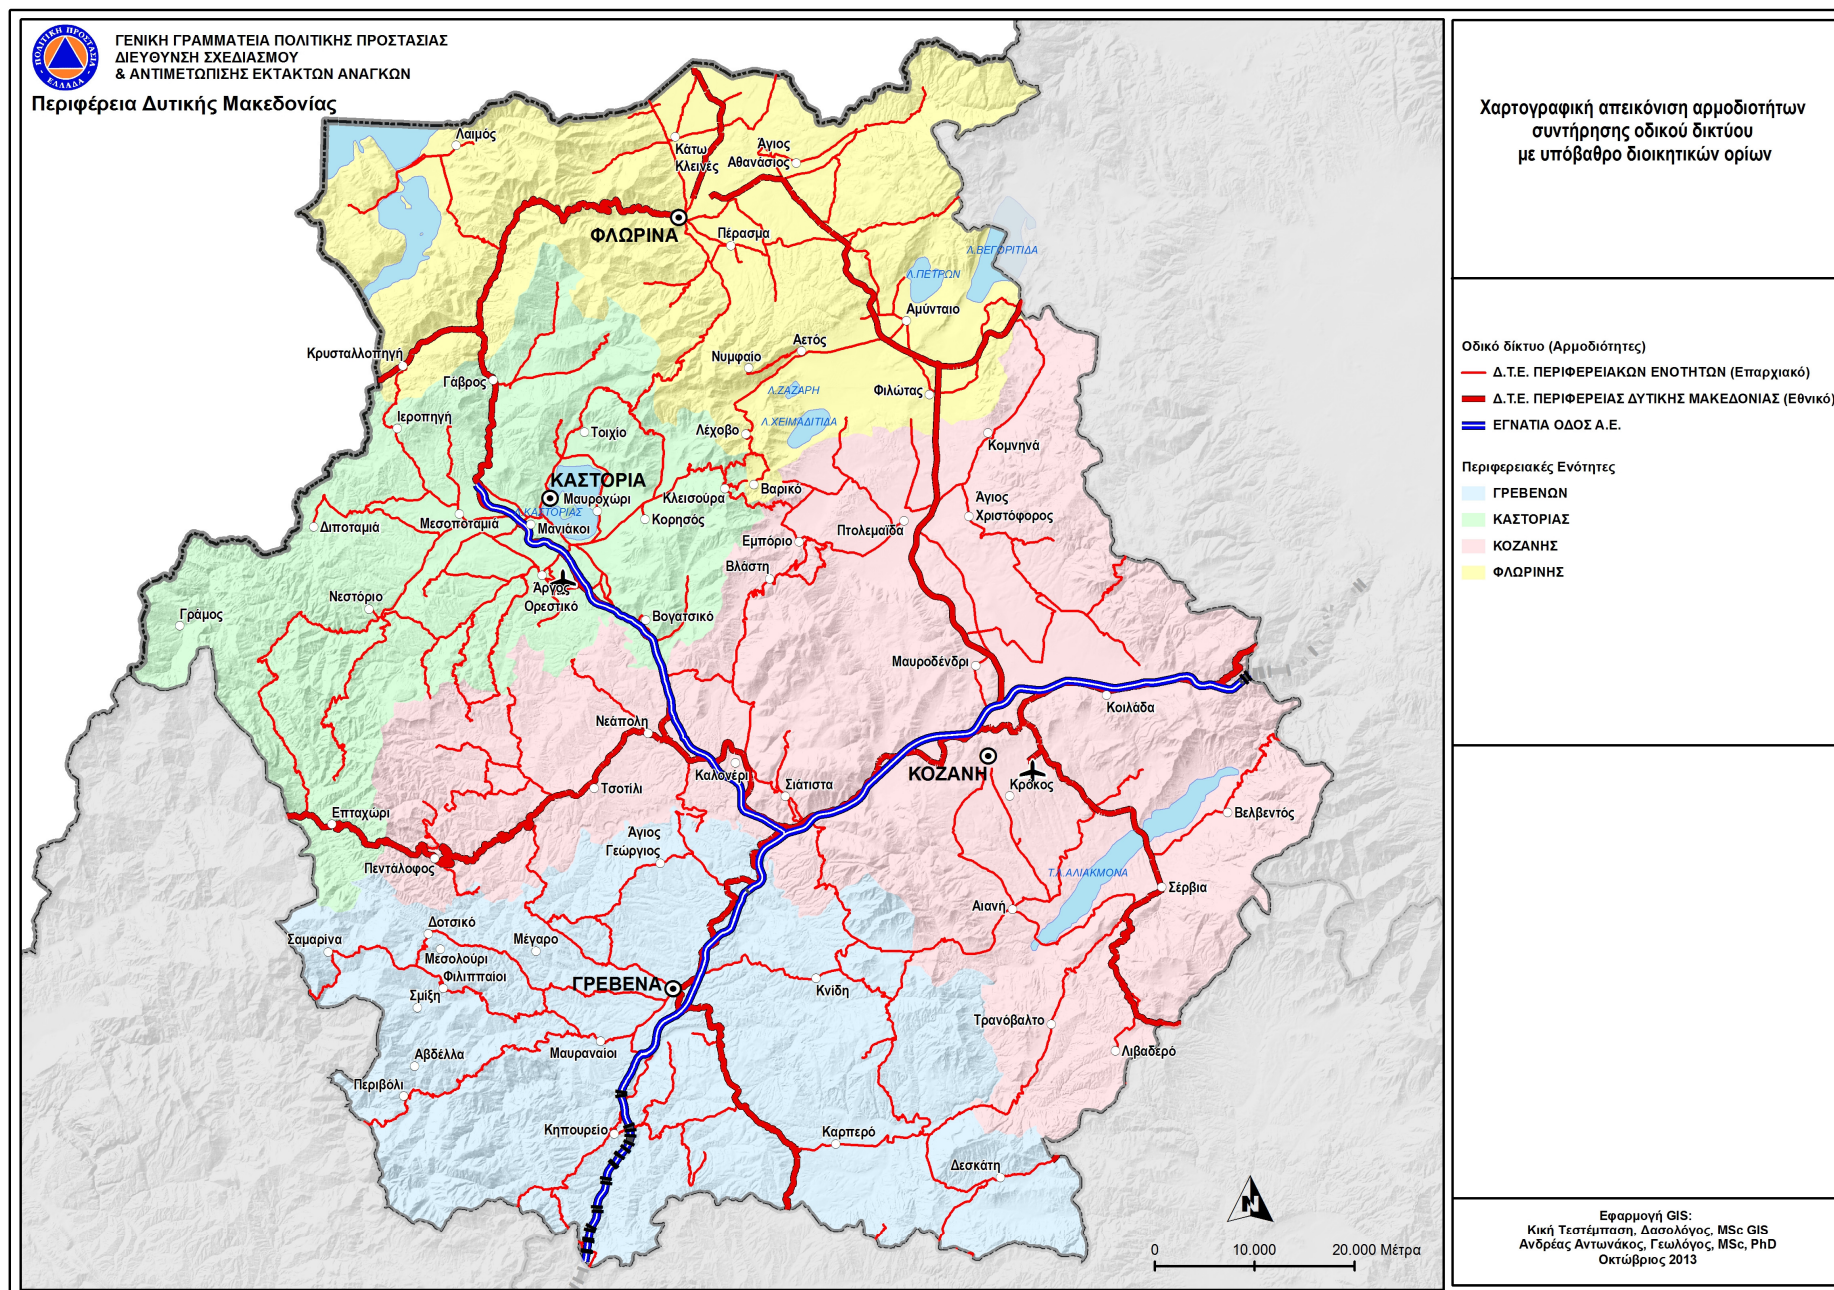 ΓΕΝΙΚΗ ΓΡΑΜΜΑΤΕΙΑ ΠΟΛΙΤΙΚΗΣ ΠΡΟΣΤΑΣΙΑΣ
ΔΙΕΥΘΥΝΣΗ ΣΧΕΔΙΑΣΜΟΥ
& ΑΝΤΙΜΕΤΩΠΙΣΗΣ ΕΚΤΑΚΤΩΝ ΑΝΑΓΚΩΝ
Περιφέρεια Δυτικής Μακεδονίας
ΠΟΛΙΤΙΚΗ ΠΡΟΣΤΑΣΙΑ
ΕΛΛΑΔΑ
Λαιμός
Κάτω
Κλεινές
Άγιος
Αθανάσιος
ΦΛΩΡΙΝΑ
Πέρασμα
Λ.ΒΕΓΟΡΙΤΙΔΑ
Λ.ΠΕΤΡΩΝ
Αμύνταιο
Κρυσταλλοπηγή
Αετός
Νυμφαίο
Γάβρος
Λ.ΖΑΖΑΡΗ
Φιλώτας
Ιεροπηγή
Λ.ΧΕΙΜΑΔΙΤΙΔΑ
Τοιχίο
Λέχοβο
Κομνηνά
ΚΑΣΤΟΡΙΑ
Μαυροχώρι
Κλεισούρα
Βαρικό
Άγιος
Χριστόφορος
Διποταμιά
Μεσοποταμιά
Λ.ΚΑΣΤΟΡΙΑΣ
Μανιάκοι
Κορησός
Πτολεμαΐδα
Εμπόριο
Βλάστη
Άργος
Ορεστικό
Νεστόριο
Γράμος
Βογατσικό
Μαυροδένδρι
Κοιλάδα
Νεάπολη
ΚΟΖΑΝΗ
Καλονέρι
Σιάτιστα
Κρόκος
Τσοτίλι
Βελβεντός
Επταχώρι
Άγιος
Γεώργιος
Πεντάλοφος
Τ.Λ.ΑΛΙΑΚΜΟΝΑ
Σέρβια
Αιανή
Δοτσικό
Σαμαρίνα
Μέγαρο
Μεσολούρι
Φιλιππαίοι
ΓΡΕΒΕΝΑ
Κνίδη
Σμίξη
Τρανόβαλτο
Μαυραναίοι
Λιβαδερό
Αβδέλλα
Περιβόλι
Κηπουρείο
Καρπερό
Δεσκάτη
N
0 10.000 20.000 Μέτρα
Χαρτογραφική απεικόνιση αρμοδιοτήτων
συντήρησης οδικού δικτύου
με υπόβαθρο διοικητικών ορίων
Οδικό δίκτυο (Αρμοδιότητες)
Δ.Τ.Ε. ΠΕΡΙΦΕΡΕΙΑΚΩΝ ΕΝΟΤΗΤΩΝ (Επαρχιακό)
Δ.Τ.Ε. ΠΕΡΙΦΕΡΕΙΑΣ ΔΥΤΙΚΗΣ ΜΑΚΕΔΟΝΙΑΣ (Εθνικό)
ΕΓΝΑΤΙΑ ΟΔΟΣ Α.Ε.
Περιφερειακές Ενότητες
ΓΡΕΒΕΝΩΝ
ΚΑΣΤΟΡΙΑΣ
ΚΟΖΑΝΗΣ
ΦΛΩΡΙΝΗΣ
Εφαρμογή GIS:
Κική Τεστέμπαση, Δασολόγος, MSc GIS
Ανδρέας Αντωνάκος, Γεωλόγος, MSc, PhD
Οκτώβριος 2013